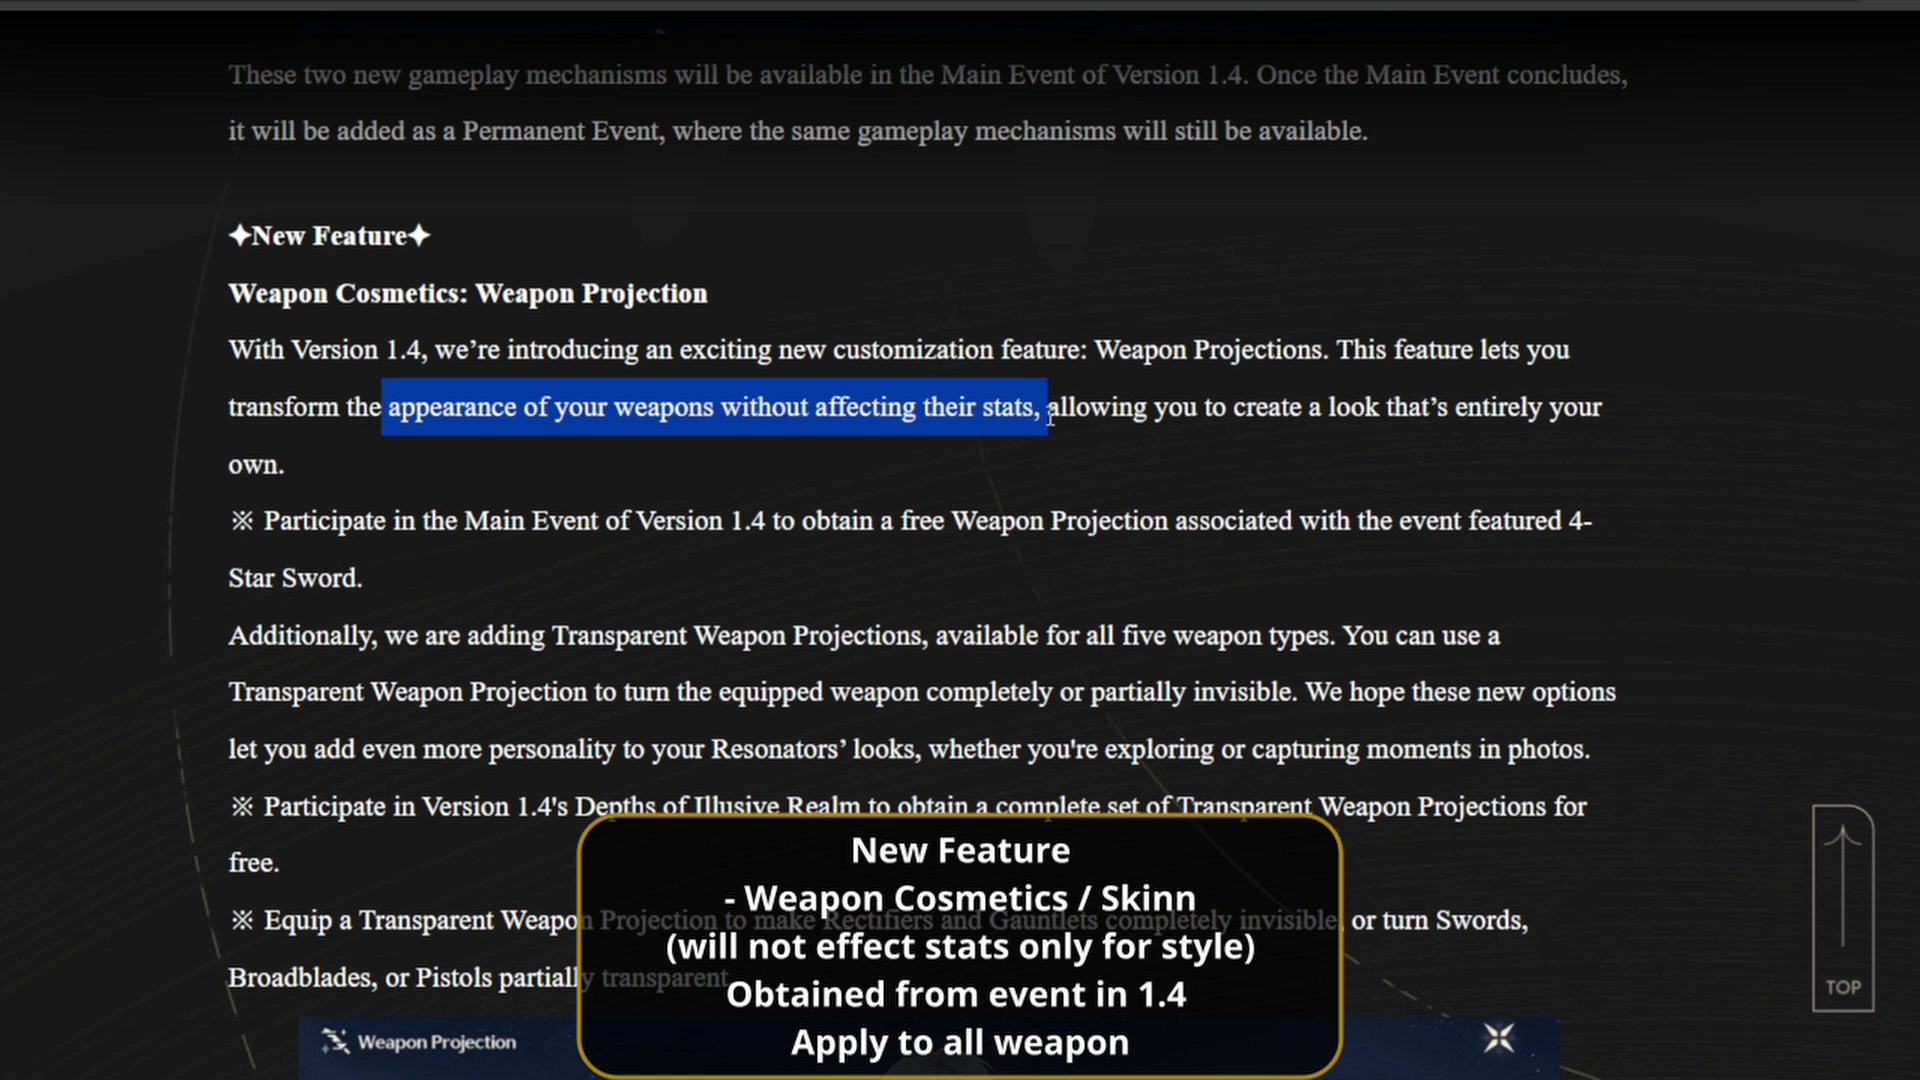 These two new gameplay mechanisms will be available in the Main Event of Version 1.4. Once the Main Event concludes,
it will be added as a Permanent Event, where the same gameplay mechanisms will still be available.
✦New Feature✦
Weapon Cosmetics: Weapon Projection
With Version 1.4, we’re introducing an exciting new customization feature: Weapon Projections. This feature lets you
transform the appearance of your weapons without affecting their stats, allowing you to create a look that’s entirely your
own.
※ Participate in the Main Event of Version 1.4 to obtain a free Weapon Projection associated with the event featured 4-
Star Sword.
Additionally, we are adding Transparent Weapon Projections, available for all five weapon types. You can use a
Transparent Weapon Projection to turn the equipped weapon completely or partially invisible. We hope these new options
let you add even more personality to your Resonators’ looks, whether you're exploring or capturing moments in photos.
※ Participate in Version 1.4's Depths of Illusive Realm to obtain a complete set of Transparent Weapon Projections for
free.
※ Equip a Transparent Weapon Projection to make Rectifiers and Gauntlets completely invisible, or turn Swords,
Broadblades, or Pistols partially transparent.
New Feature
- Weapon Cosmetics / Skinn
(will not effect stats only for style)
Obtained from event in 1.4
Apply to all weapon
TOP
Weapon Projection